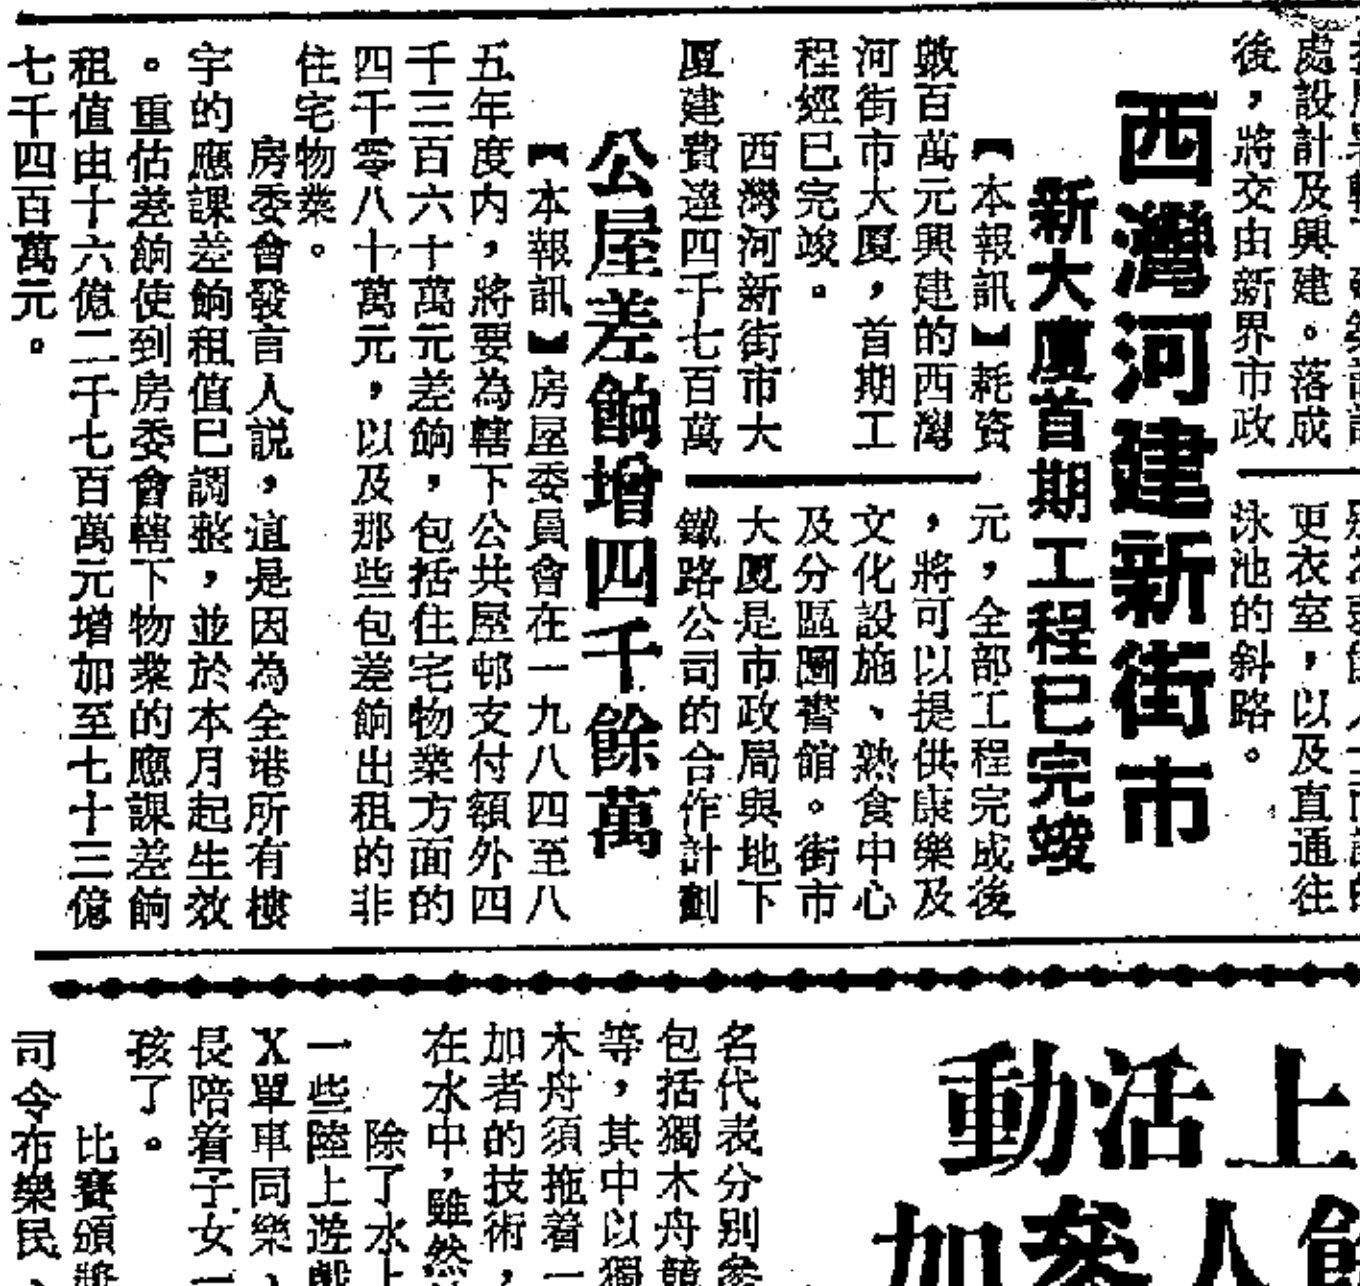 處設計及興建。落成
後，將交由新界市政
更衣室，以及直通往
泳池的斜路。
西灣河建新街市
新大廈首期工程已完竣
【本報訊】耗資
數百萬元興建的西灣
河街市大廈，首期工
程經已完竣。
西灣河新街市大
廈建費達四千七百萬
元，全部工程完成後
，將可以提供康樂及
文化設施、熟食中心
及分區圖書館。街市
大廈是市政局與地下
鐵路公司的合作計劃
公屋差餉增四千餘萬
【本報訊】房屋委員會在一九八四至八
五年度内，將要為轄下公共屋邨支付額外四
千三百六十萬元差餉，包括住宅物業方面的
四千零八十萬元，以及那些包差餉出租的非
住宅物業。
房委會發言人説，這是因為全港所有樓
宇的應課差餉租值已調整，並於本月起生效
。重估差餉使到房委會轄下物業的應課差餉
租值由十六億二千七百萬元增加至七十三億
七千四百萬元。
上活動
人參加
名代表分别參
包括獨木舟競
等，其中以獨
木舟須拖着一
加者的技術，
在水中，雖然
除了水上
一些陸上遊戲
X單車同樂、
長陪着子女一
孩了。
比賽頒獎
司令布樂民、